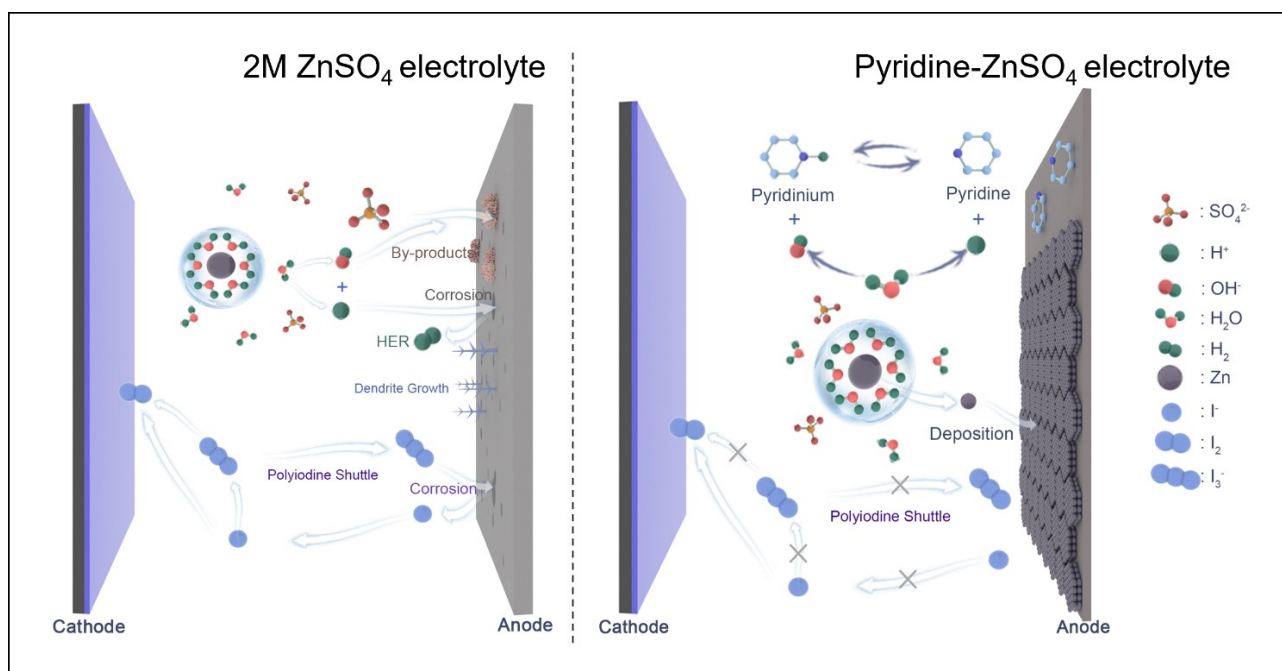 2M ZnSO₄ electrolyte
By-products
+
Corrosion
HER
Dendrite Growth
Polyiodine Shuttle
Corrosion
Cathode
Anode
Pyridine-ZnSO₄ electrolyte
Pyridinium
Pyridine
+
+
Deposition
Polyiodine Shuttle
Cathode
Anode
: SO₄²⁻
: H⁺
: OH⁻
: H₂O
: H₂
: Zn
: I⁻
: I₂
: I₃⁻